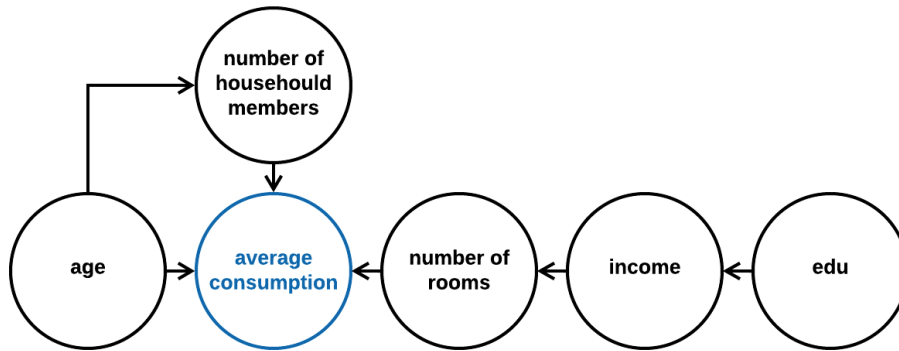 number of
househould
members
age
average
consumption
number of
rooms
income
edu